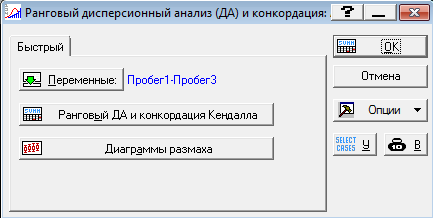 Ранговый дисперсионный анализ (ДА) и конкордация:
? _ ×
Быстрый
Переменные: Пробег1-Пробег3
Ранговый ДА и конкордация Кендалла
Диаграммы размаха
OK
Отмена
Опции
SELECT CASES У
В